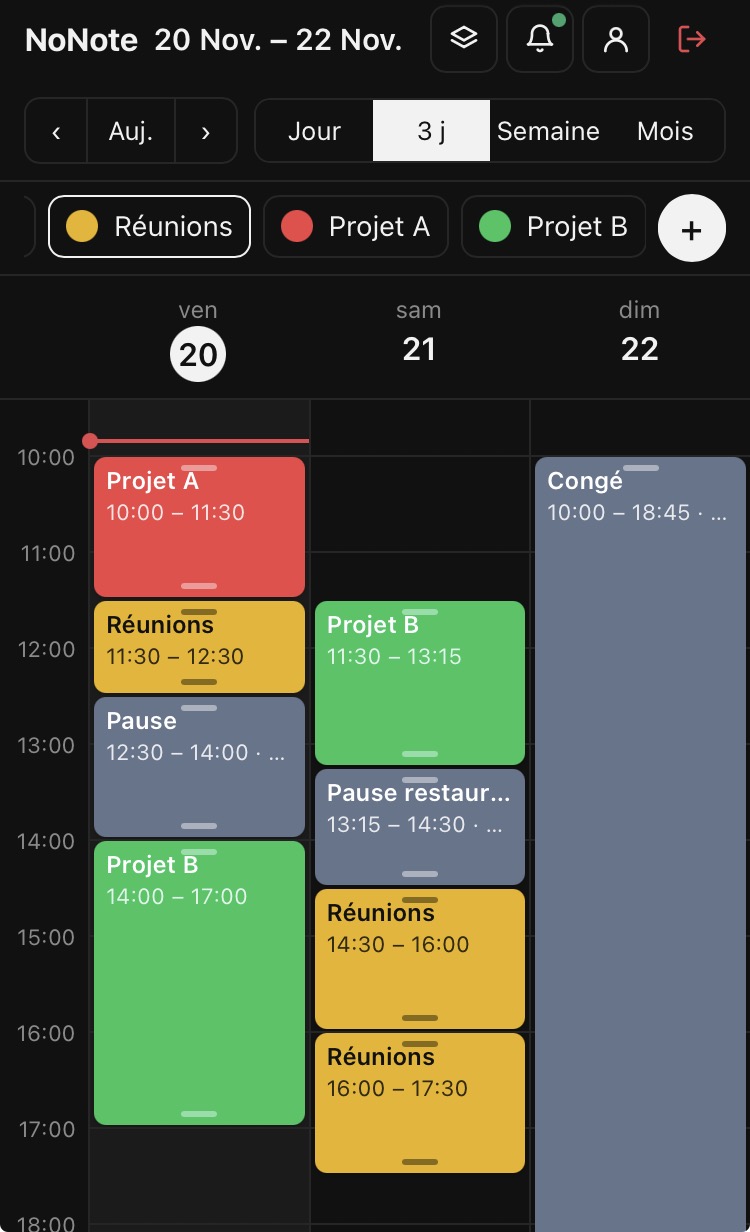 NoNote 20 Nov. – 22 Nov.
‹ Auj. › Jour 3 j Semaine Mois
Réunions Projet A Projet B +
ven sam dim
20 21 22
10:00
11:00
12:00
13:00
14:00
15:00
16:00
17:00
18:00
Projet A
10:00 – 11:30
Réunions
11:30 – 12:30
Pause
12:30 – 14:00 · ...
Projet B
14:00 – 17:00
Projet B
11:30 – 13:15
Pause restaur...
13:15 – 14:30 · ...
Réunions
14:30 – 16:00
Réunions
16:00 – 17:30
Congé
10:00 – 18:45 · ...